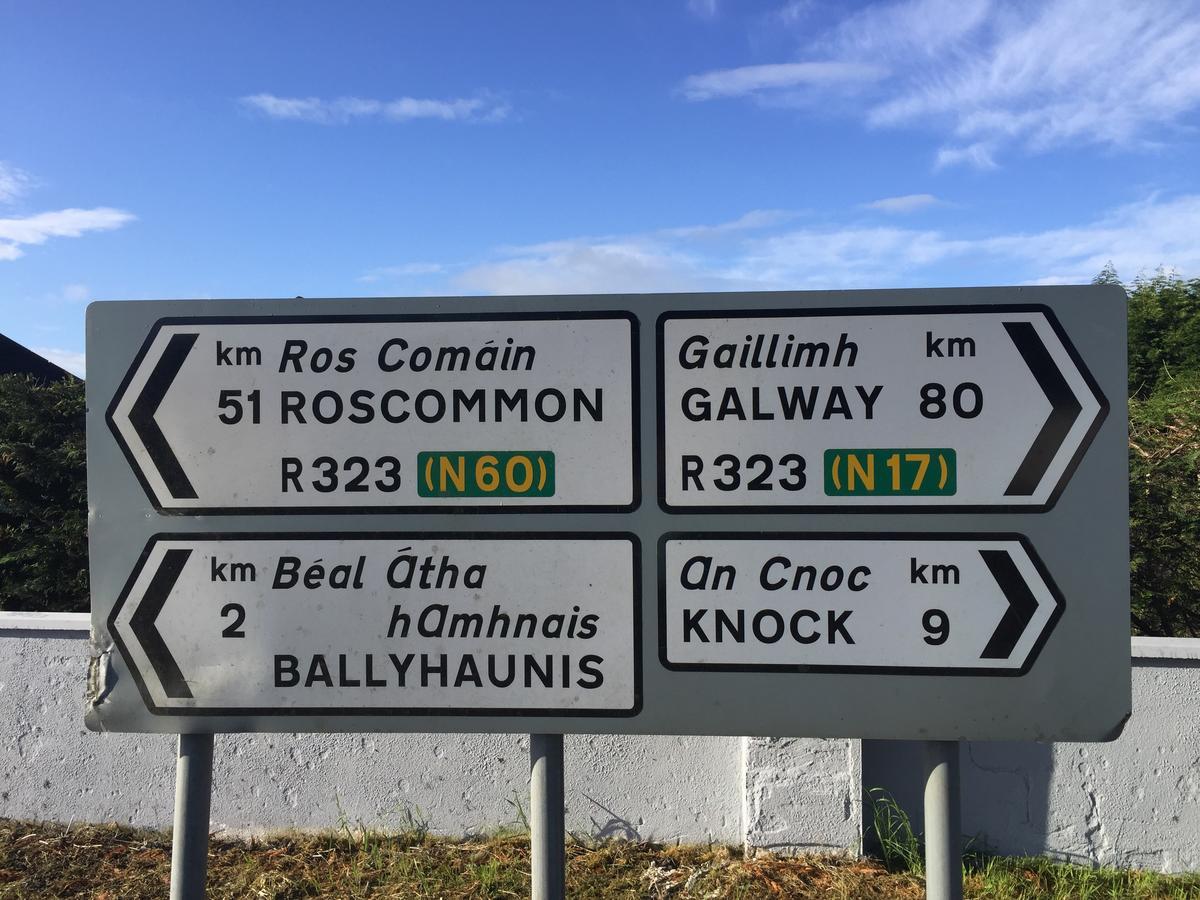 km Ros Comáin
51 ROSCOMMON
R323 (N60)
Gaillimh km
GALWAY 80
R323 (N17)
km Béal Átha
2 hAmhnais
BALLYHAUNIS
An Cnoc km
KNOCK 9